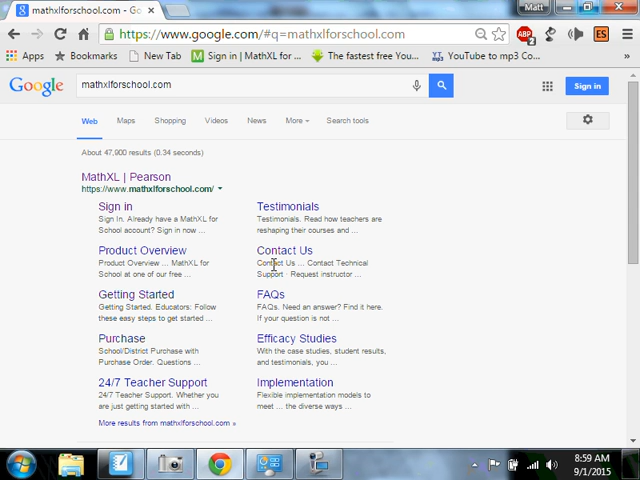 mathxlforschool.com - Go
Matt
https://www.google.com/#q=mathxlforschool.com
ABP
2
ES
Apps
Bookmarks
New Tab
M
Sign in | MathXL for ...
The fastest free You...
YouTube to mp3 Co...
Google
mathxlforschool.com
Sign in
Web
Maps
Shopping
Videos
News
More
Search tools
About 47,900 results (0.34 seconds)
MathXL | Pearson
https://www.mathxlforschool.com/
Sign in
Sign In. Already have a MathXL for
School account? Sign in now ...
Testimonials
Testimonials. Read how teachers are
reshaping their courses and ...
Product Overview
Product Overview ... MathXL for
School at one of our free ...
Contact Us
Contact Us ... Contact Technical
Support · Request instructor ...
Getting Started
Getting Started. Educators: Follow
these easy steps to get started ...
FAQs
FAQs. Need an answer? Find it here.
If your question is not ...
Purchase
School/District Purchase with
Purchase Order. Questions ...
Efficacy Studies
With the case studies, student results,
and testimonials, you ...
24/7 Teacher Support
24/7 Teacher Support. Whether you
are just getting started with ...
Implementation
Flexible implementation models to
meet ... the diverse ways ...
More results from mathxlforschool.com »
8:59 AM
9/1/2015